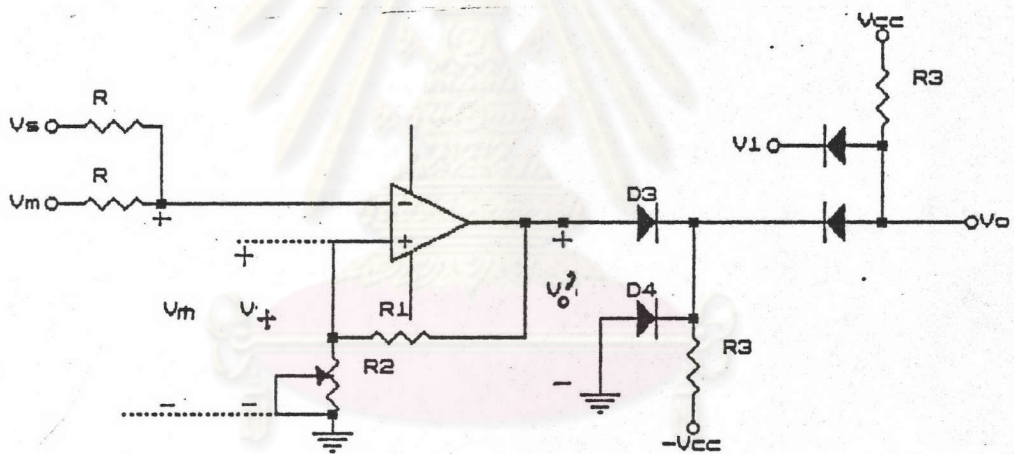 Vcc
R3
R
Vs
V1
R
Vm
D3
-
+
Vo
+
+
Vo'
D4
Vm
V+
R1
R2
R3
-
-
-
-Vcc